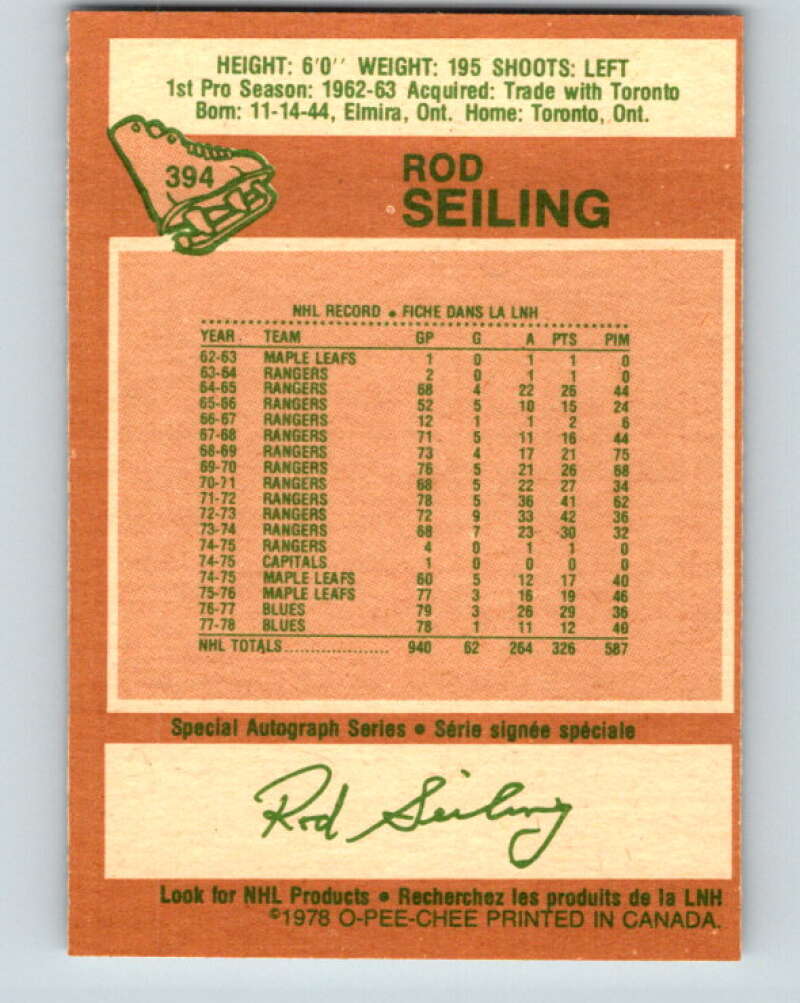 HEIGHT: 6'0'' WEIGHT: 195 SHOOTS: LEFT
1st Pro Season: 1962-63 Acquired: Trade with Toronto
Born: 11-14-44, Elmira, Ont. Home: Toronto, Ont.
394
ROD
SEILING
NHL RECORD • FICHE DANS LA LNH
YEAR TEAM GP G A PTS PIM
62-63 MAPLE LEAFS 1 0 1 1 0
63-64 RANGERS 2 0 1 1 0
64-65 RANGERS 68 4 22 26 44
65-66 RANGERS 52 5 10 15 24
66-67 RANGERS 12 1 1 2 6
67-68 RANGERS 71 5 11 16 44
68-69 RANGERS 73 4 17 21 75
69-70 RANGERS 76 5 21 26 68
70-71 RANGERS 68 5 22 27 34
71-72 RANGERS 78 5 36 41 62
72-73 RANGERS 72 9 33 42 36
73-74 RANGERS 68 7 23 30 32
74-75 RANGERS 4 0 1 1 0
74-75 CAPITALS 1 0 0 0 0
74-75 MAPLE LEAFS 60 5 12 17 40
75-76 MAPLE LEAFS 77 3 16 19 46
76-77 BLUES 79 3 26 29 36
77-78 BLUES 78 1 11 12 40
NHL TOTALS.................... 940 62 264 326 587
Special Autograph Series • Série signée spéciale
Rod Seiling
Look for NHL Products • Recherchez les produits de la LNH
©1978 O-PEE-CHEE PRINTED IN CANADA.